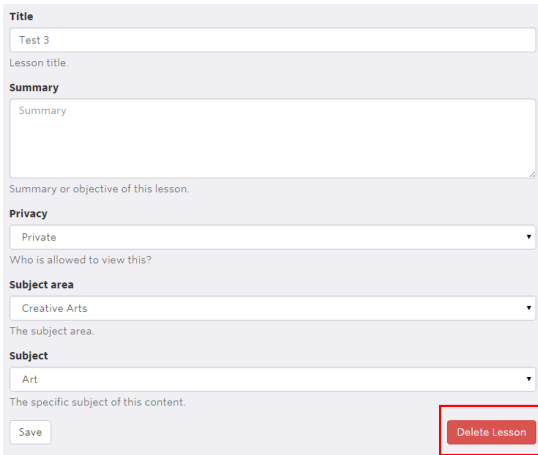 Title
Test 3
Lesson title.
Summary
Summary
Summary or objective of this lesson.
Privacy
Private
Who is allowed to view this?
Subject area
Creative Arts
The subject area.
Subject
Art
The specific subject of this content.
Save Delete Lesson